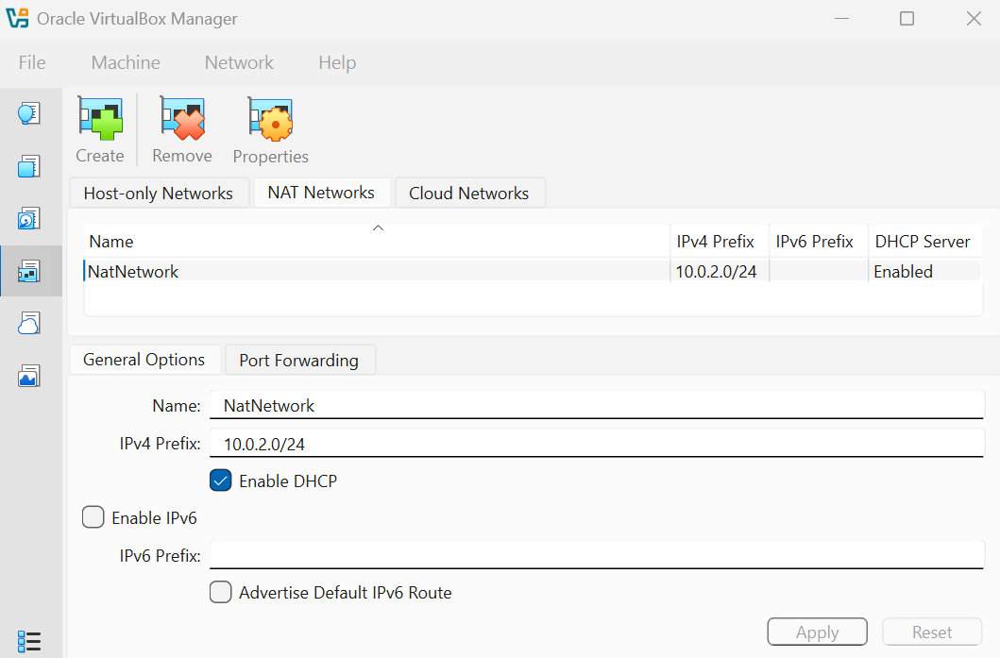 Oracle VirtualBox Manager
File Machine Network Help
Create Remove Properties
Host-only Networks NAT Networks Cloud Networks
Name IPv4 Prefix IPv6 Prefix DHCP Server
NatNetwork 10.0.2.0/24 Enabled
General Options Port Forwarding
Name: NatNetwork
IPv4 Prefix: 10.0.2.0/24
Enable DHCP
Enable IPv6
IPv6 Prefix:
Advertise Default IPv6 Route
Apply Reset